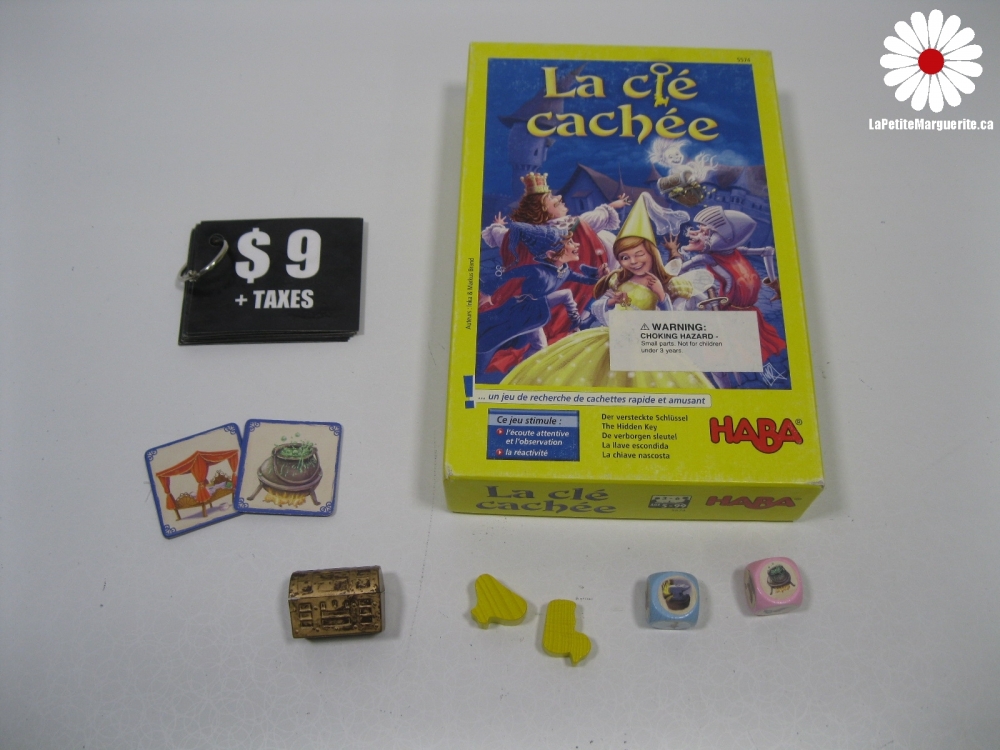 LaPetiteMarguerite.ca
La clé
cachée
$ 9
+ TAXES
⚠ WARNING:
CHOKING HAZARD -
Small parts. Not for children
under 3 years
! ... un jeu de recherche de cachettes rapide et amusant
Ce jeu stimule :
l'écoute attentive
et l'observation
la réactivité
Der versteckte Schlüssel
The Hidden Key
De verborgen sleutel
La llave escondida
La chiave nascosta
HABA®
La clé
cachée
HABA